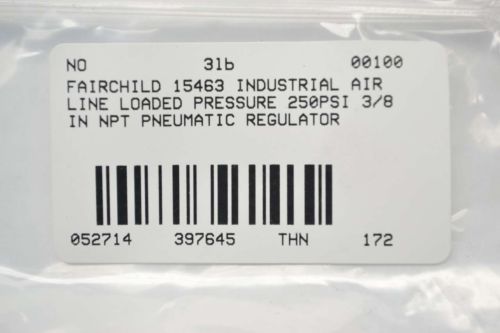 NO 3lb 00100
FAIRCHILD 15463 INDUSTRIAL AIR
LINE LOADED PRESSURE 250PSI 3/8
IN NPT PNEUMATIC REGULATOR
052714 397645 THN 172